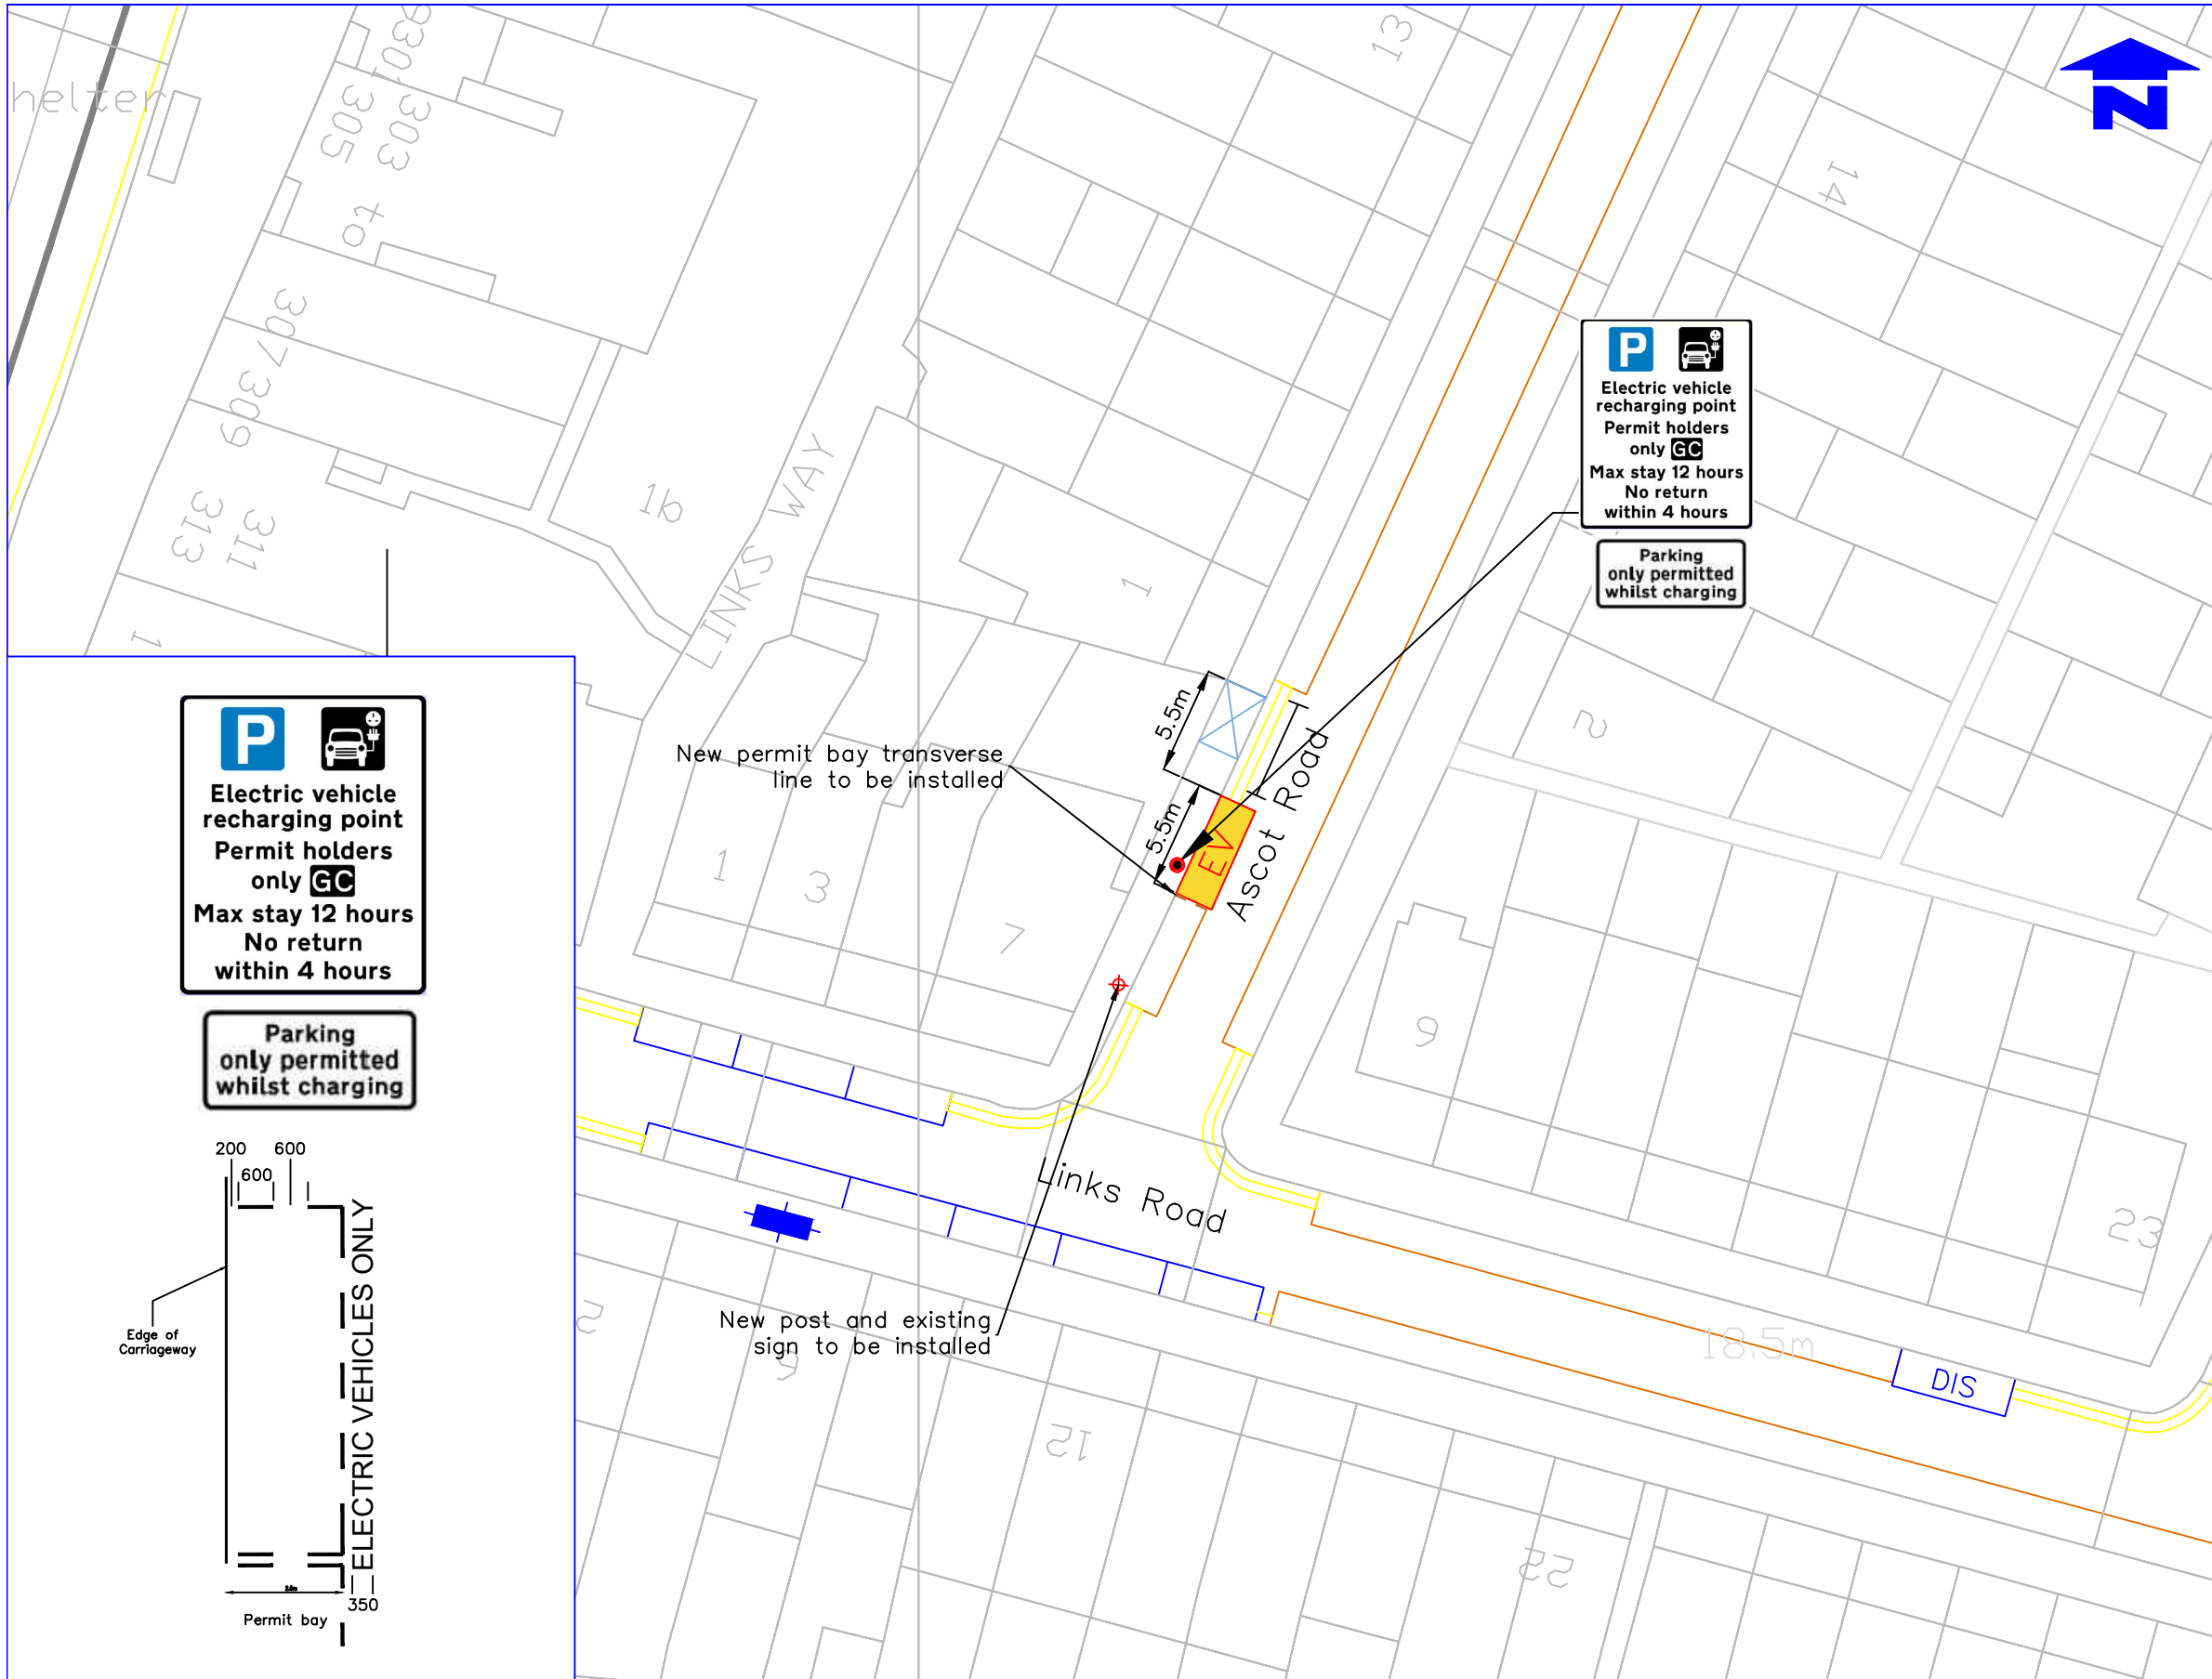 helter
301
303
305
to
307
309
311
313
1
1b
LINKS WAY
13
14
N
P
Electric vehicle
recharging point
Permit holders
only GC
Max stay 12 hours
No return
within 4 hours
Parking
only permitted
whilst charging
1
2
5.5m
5.5m
New permit bay transverse
line to be installed
EV
Ascot Road
1
3
7
9
23
Links Road
New post and existing
sign to be installed
18.5m
DIS
2
6
12
22
P
Electric vehicle
recharging point
Permit holders
only GC
Max stay 12 hours
No return
within 4 hours
Parking
only permitted
whilst charging
200
600
600
Edge of
Carriageway
ELECTRIC VEHICLES ONLY
350
Permit bay